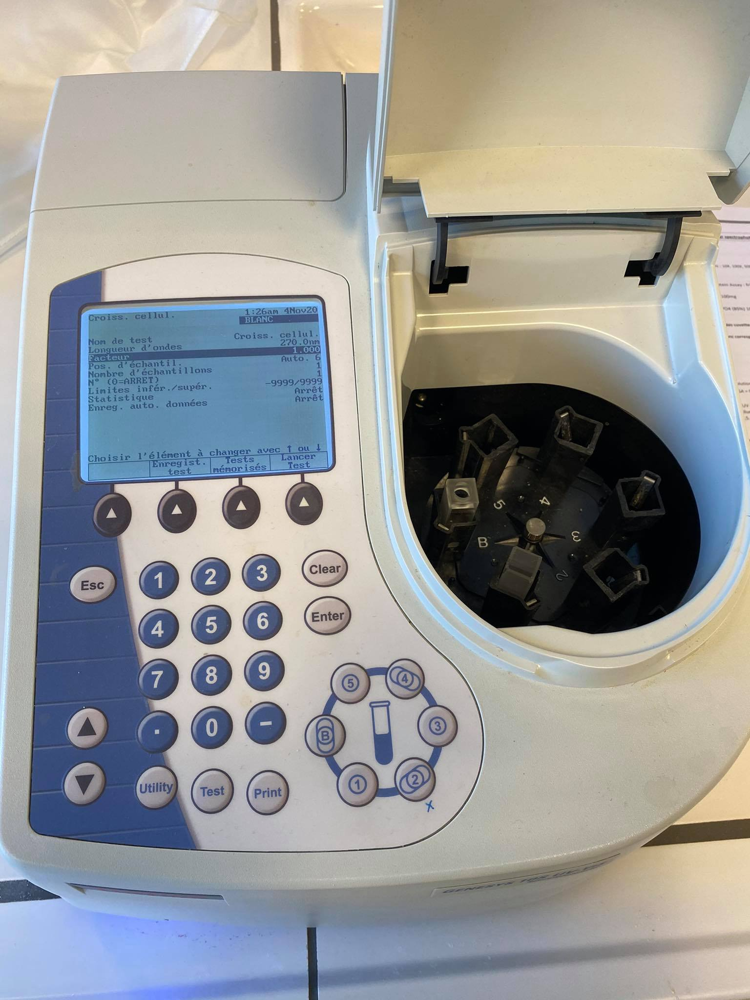 Croiss. cellul.
1:26am 4Nov20
BLANC
Nom de test Croiss. cellul.
Longueur d'ondes 270.0nm
Facteur 1.000
Pos. d'échantil. Auto. 6
Nombre d'échantillons 1
N° (0=ARRET) 1
Limites infér./supér. -9999/9999
Statistique Arrêt
Enreg. auto. données Arrêt
Choisir l'élément à changer avec ↑ ou ↓
Enregist. test
Tests mémorisés
Lancer Test
Esc
1 2 3 Clear
4 5 6 Enter
7 8 9
. 0 -
Utility Test Print
5 4
B 3
1 2
X
5 4
B 3
2
GENESYS 10S UV-Vis
100mg